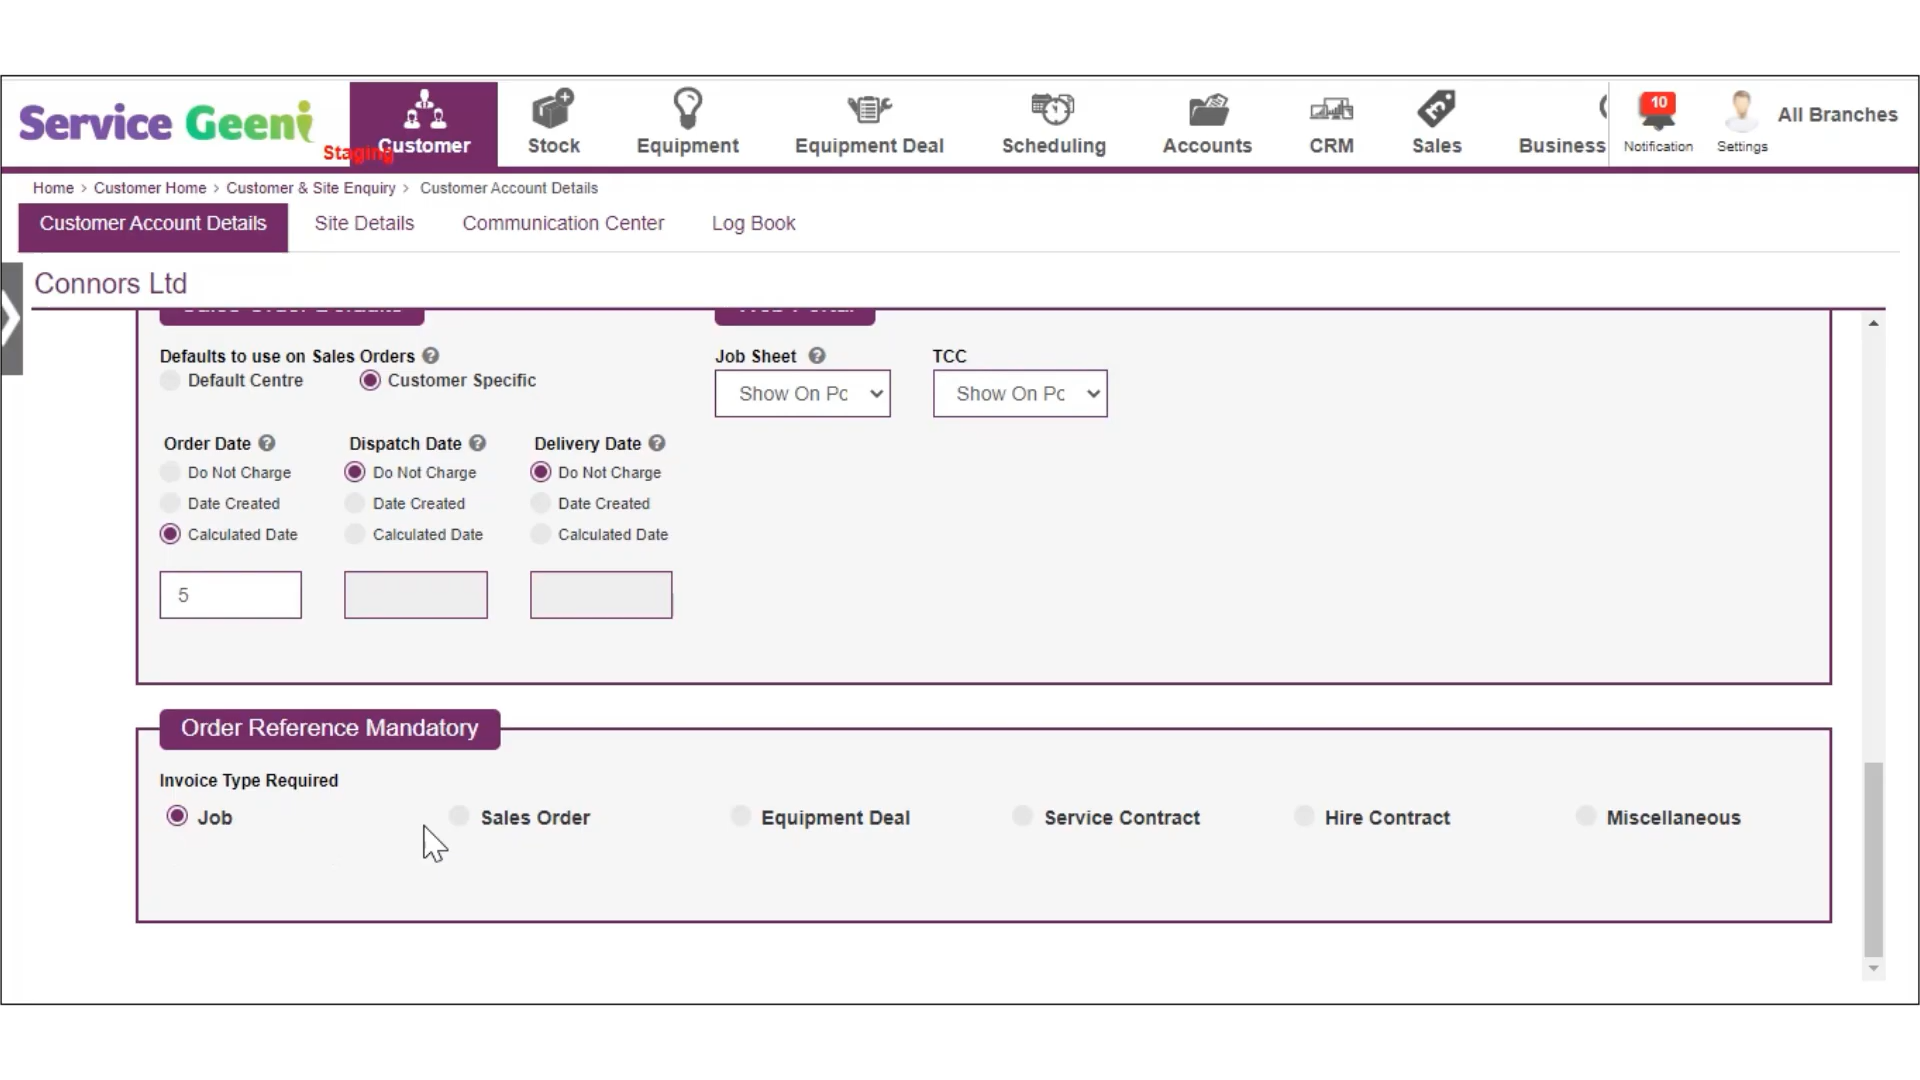 Service Geeni
Staging
Customer
Stock
Equipment
Equipment Deal
Scheduling
Accounts
CRM
Sales
Business
10
Notification
Settings
All Branches
Home > Customer Home > Customer & Site Enquiry > Customer Account Details
Customer Account Details
Site Details
Communication Center
Log Book
Connors Ltd
Defaults to use on Sales Orders ?
Default Centre
Customer Specific
Job Sheet ?
TCC
Show On Pc
Show On Pc
Order Date ?
Dispatch Date ?
Delivery Date ?
Do Not Charge
Do Not Charge
Do Not Charge
Date Created
Date Created
Date Created
Calculated Date
Calculated Date
Calculated Date
5
Order Reference Mandatory
Invoice Type Required
Job
Sales Order
Equipment Deal
Service Contract
Hire Contract
Miscellaneous